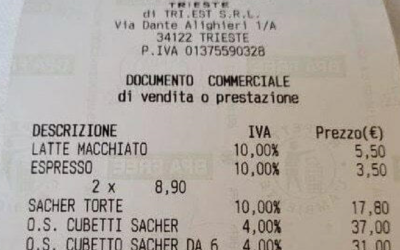 TRIESTE
di TRI.EST S.R.L.
Via Dante Alighieri 1/A
34122 TRIESTE
P.IVA 01375590328
DOCUMENTO COMMERCIALE
di vendita o prestazione
DESCRIZIONE IVA Prezzo(€)
LATTE MACCHIATO 10,00% 5,50
ESPRESSO 10,00% 3,50
2 x 8,90
SACHER TORTE 10,00% 17,80
O.S. CUBETTI SACHER 4,00% 37,00
O.S. CUBETTO SACHER DA 6 4,00% 31,00